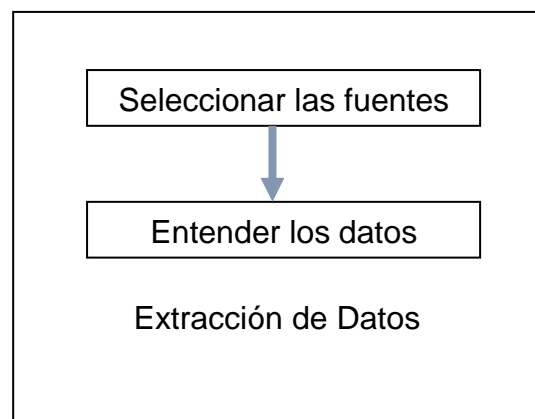 Seleccionar las fuentes
Entender los datos
Extracción de Datos